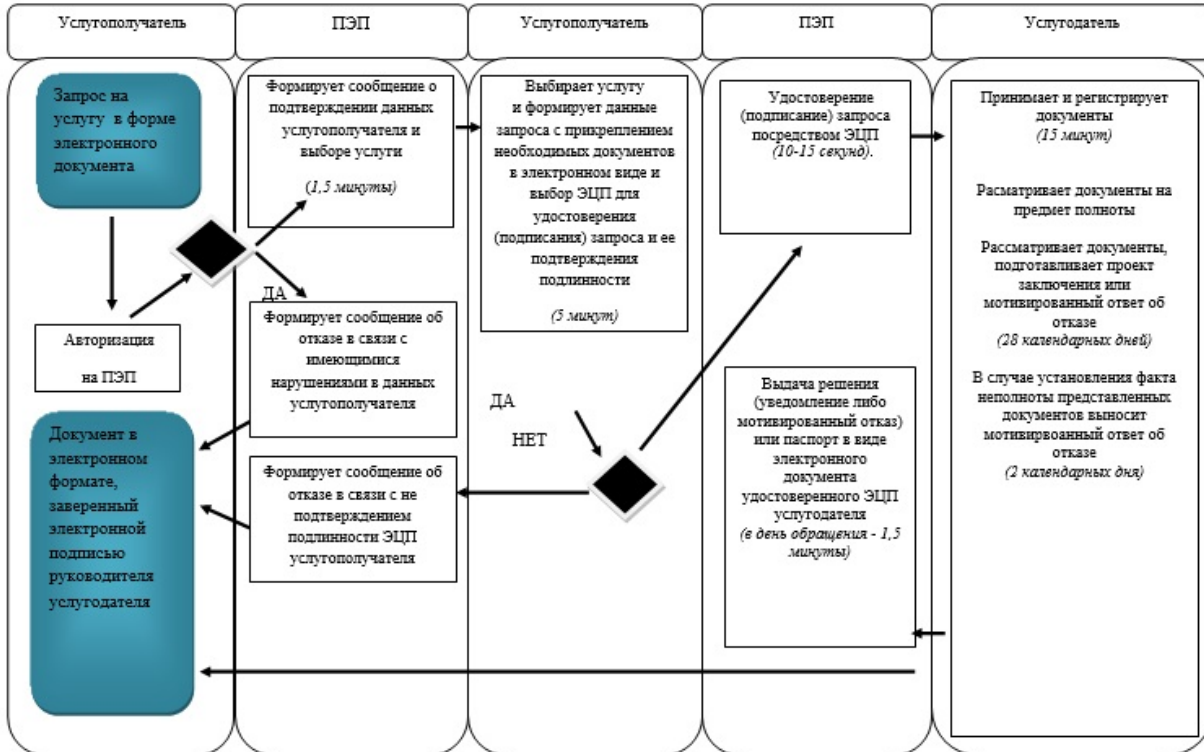 Услугополучатель
ПЭП
Услугополучатель
ПЭП
Услугодатель
Запрос на
услугу в форме
электронного
документа
Авторизация
на ПЭП
Документ в
электронном
формате,
заверенный
электронной
подписью
руководителя
услугодателя
Формирует сообщение о
подтверждении данных
услугополучателя и
выборе услуги
(1,5 минуты)
ДА
Формирует сообщение об
отказе в связи с
имеющимися
нарушениями в данных
услугополучателя
Формирует сообщение об
отказе в связи с не
подтверждением
подлинности ЭЦП
услугополучателя
Выбирает услугу
и формирует данные
запроса с прикреплением
необходимых документов
в электронном виде и
выбор ЭЦП для
удостоверения
(подписания) запроса и ее
подтверждения
подлинности
(5 минут)
ДА
НЕТ
Удостоверение
(подписание) запроса
посредством ЭЦП
(10-15 секунд).
Выдача решения
(уведомление либо
мотивированный отказ)
или паспорт в виде
электронного
документа
удостоверенного ЭЦП
услугодателя
(в день обращения - 1,5
минуты)
Принимает и регистрирует
документы
(15 минут)
Расматривает документы на
предмет полноты
Рассматривает документы,
подготавливает проект
заключения или
мотивированный ответ об
отказе
(28 календарных дней)
В случае установления факта
неполноты представленных
документов выносит
мотивирвоанный ответ об
отказе
(2 календарных дня)